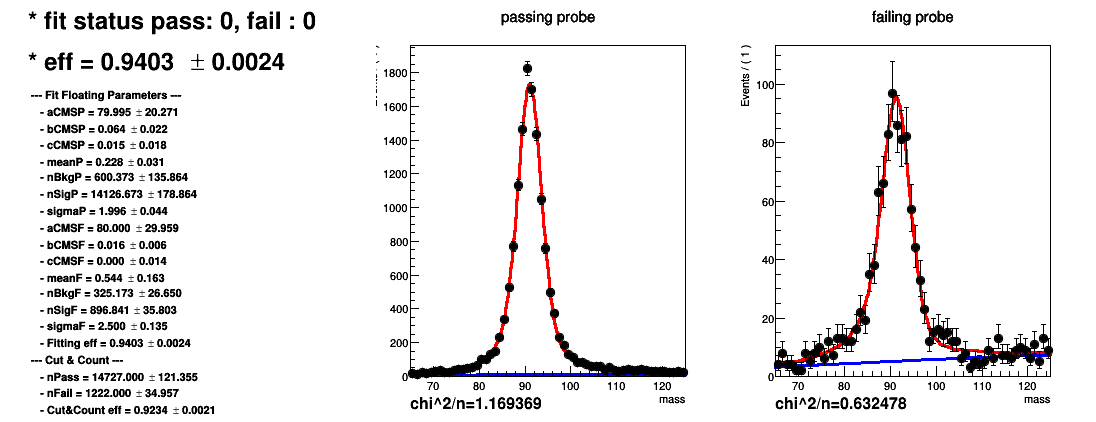 * fit status pass: 0, fail : 0
* eff = 0.9403 ± 0.0024
--- Fit Floating Parameters ---
- aCMSP = 79.995 ± 20.271
- bCMSP = 0.064 ± 0.022
- cCMSP = 0.015 ± 0.018
- meanP = 0.228 ± 0.031
- nBkgP = 600.373 ± 135.864
- nSigP = 14126.673 ± 178.864
- sigmaP = 1.996 ± 0.044
- aCMSF = 80.000 ± 29.959
- bCMSF = 0.016 ± 0.006
- cCMSF = 0.000 ± 0.014
- meanF = 0.544 ± 0.163
- nBkgF = 325.173 ± 26.650
- nSigF = 896.841 ± 35.803
- sigmaF = 2.500 ± 0.135
- Fitting eff = 0.9403 ± 0.0024
--- Cut & Count ---
- nPass = 14727.000 ± 121.355
- nFail = 1222.000 ± 34.957
- Cut&Count eff = 0.9234 ± 0.0021
passing probe
1800
1600
1400
1200
1000
800
600
400
200
0
70 80 90 100 110 120
mass
chi^2/n=1.169369
failing probe
Events / ( 1 )
100
80
60
40
20
0
70 80 90 100 110 120
mass
chi^2/n=0.632478